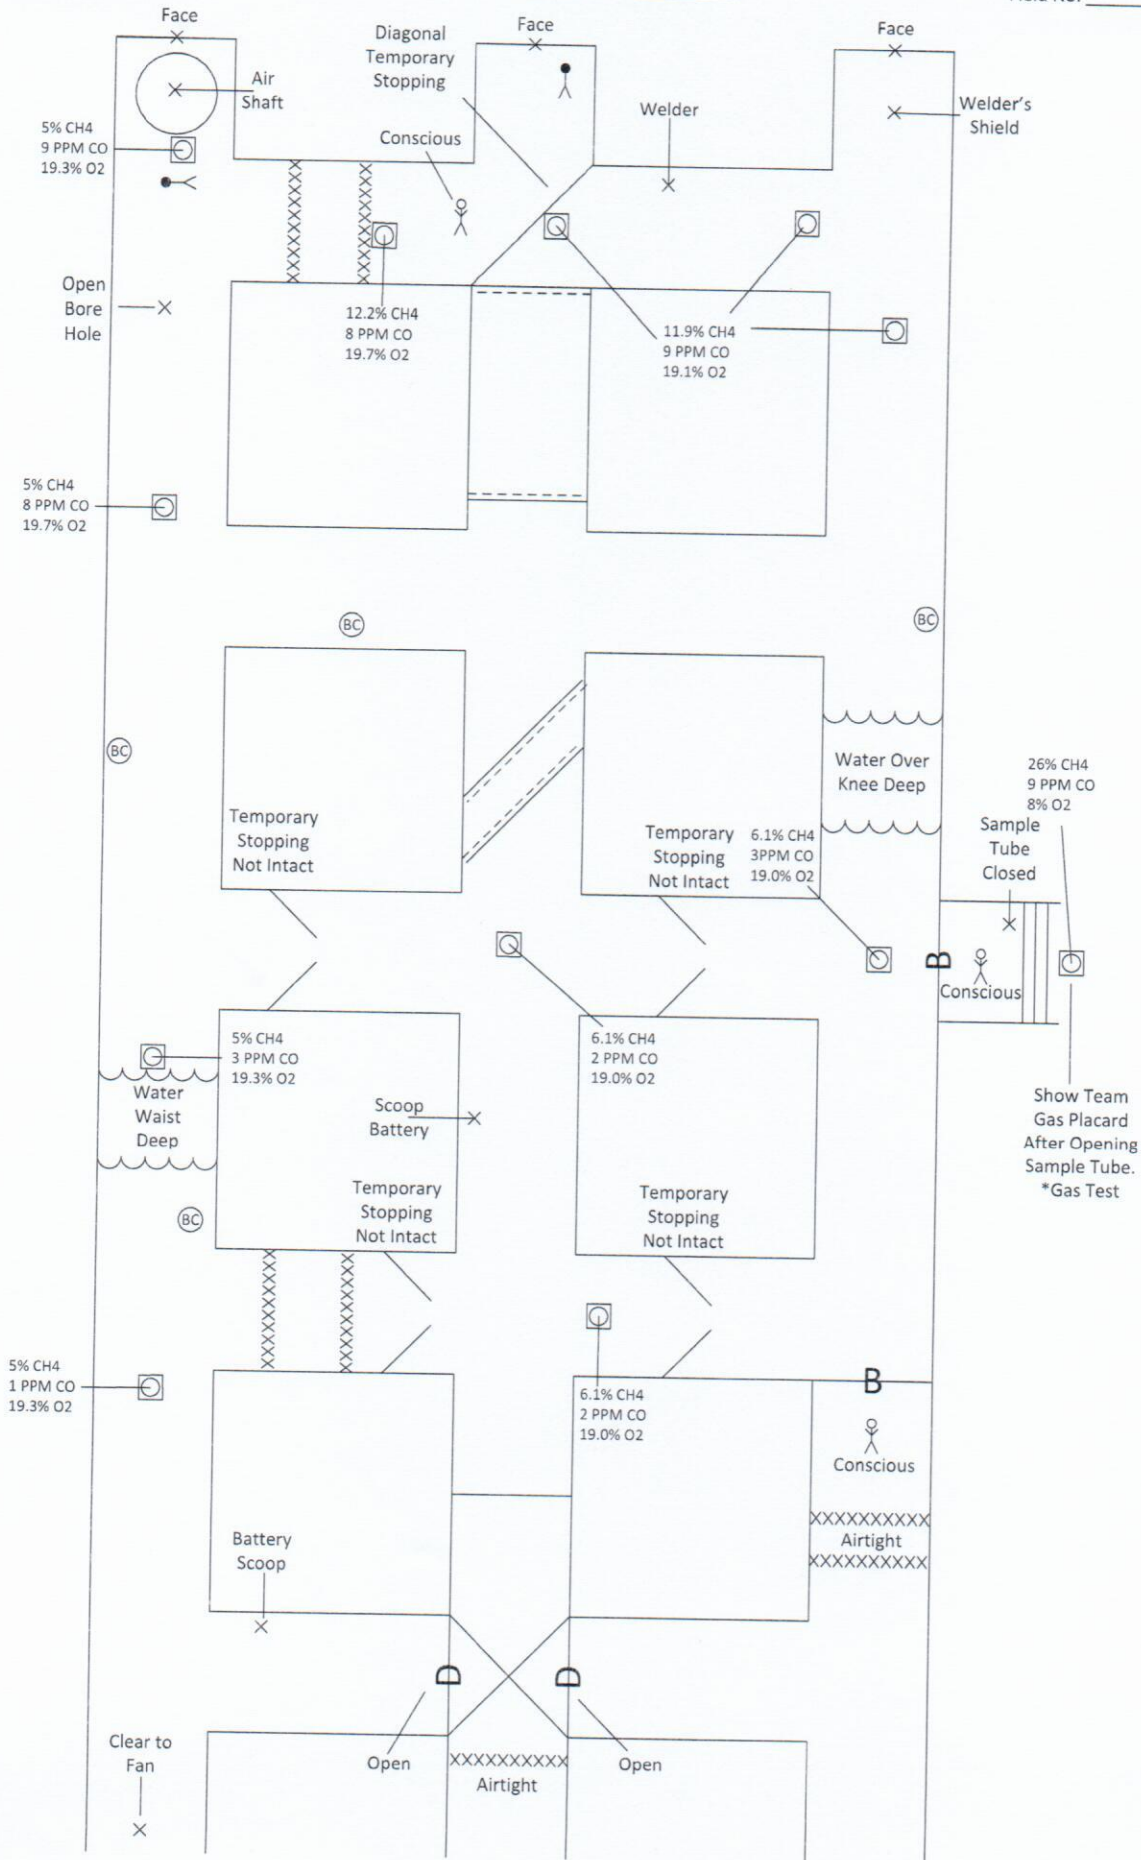 Face
Diagonal
Temporary
Stopping
Face
Face
Air
Shaft
Welder
Welder's
Shield
5% CH4
9 PPM CO
19.3% O2
Conscious
Open
Bore
Hole
12.2% CH4
8 PPM CO
19.7% O2
11.9% CH4
9 PPM CO
19.1% O2
5% CH4
8 PPM CO
19.7% O2
BC
BC
BC
Water Over
Knee Deep
26% CH4
9 PPM CO
8% O2
Temporary
Stopping
Not Intact
Temporary
Stopping
Not Intact
6.1% CH4
3PPM CO
19.0% O2
Sample
Tube
Closed
B
Conscious
5% CH4
3 PPM CO
19.3% O2
6.1% CH4
2 PPM CO
19.0% O2
Water
Waist
Deep
Scoop
Battery
Show Team
Gas Placard
After Opening
Sample Tube.
*Gas Test
BC
Temporary
Stopping
Not Intact
Temporary
Stopping
Not Intact
5% CH4
1 PPM CO
19.3% O2
6.1% CH4
2 PPM CO
19.0% O2
B
Conscious
Airtight
Battery
Scoop
D
D
Clear to
Fan
Open
Airtight
Open